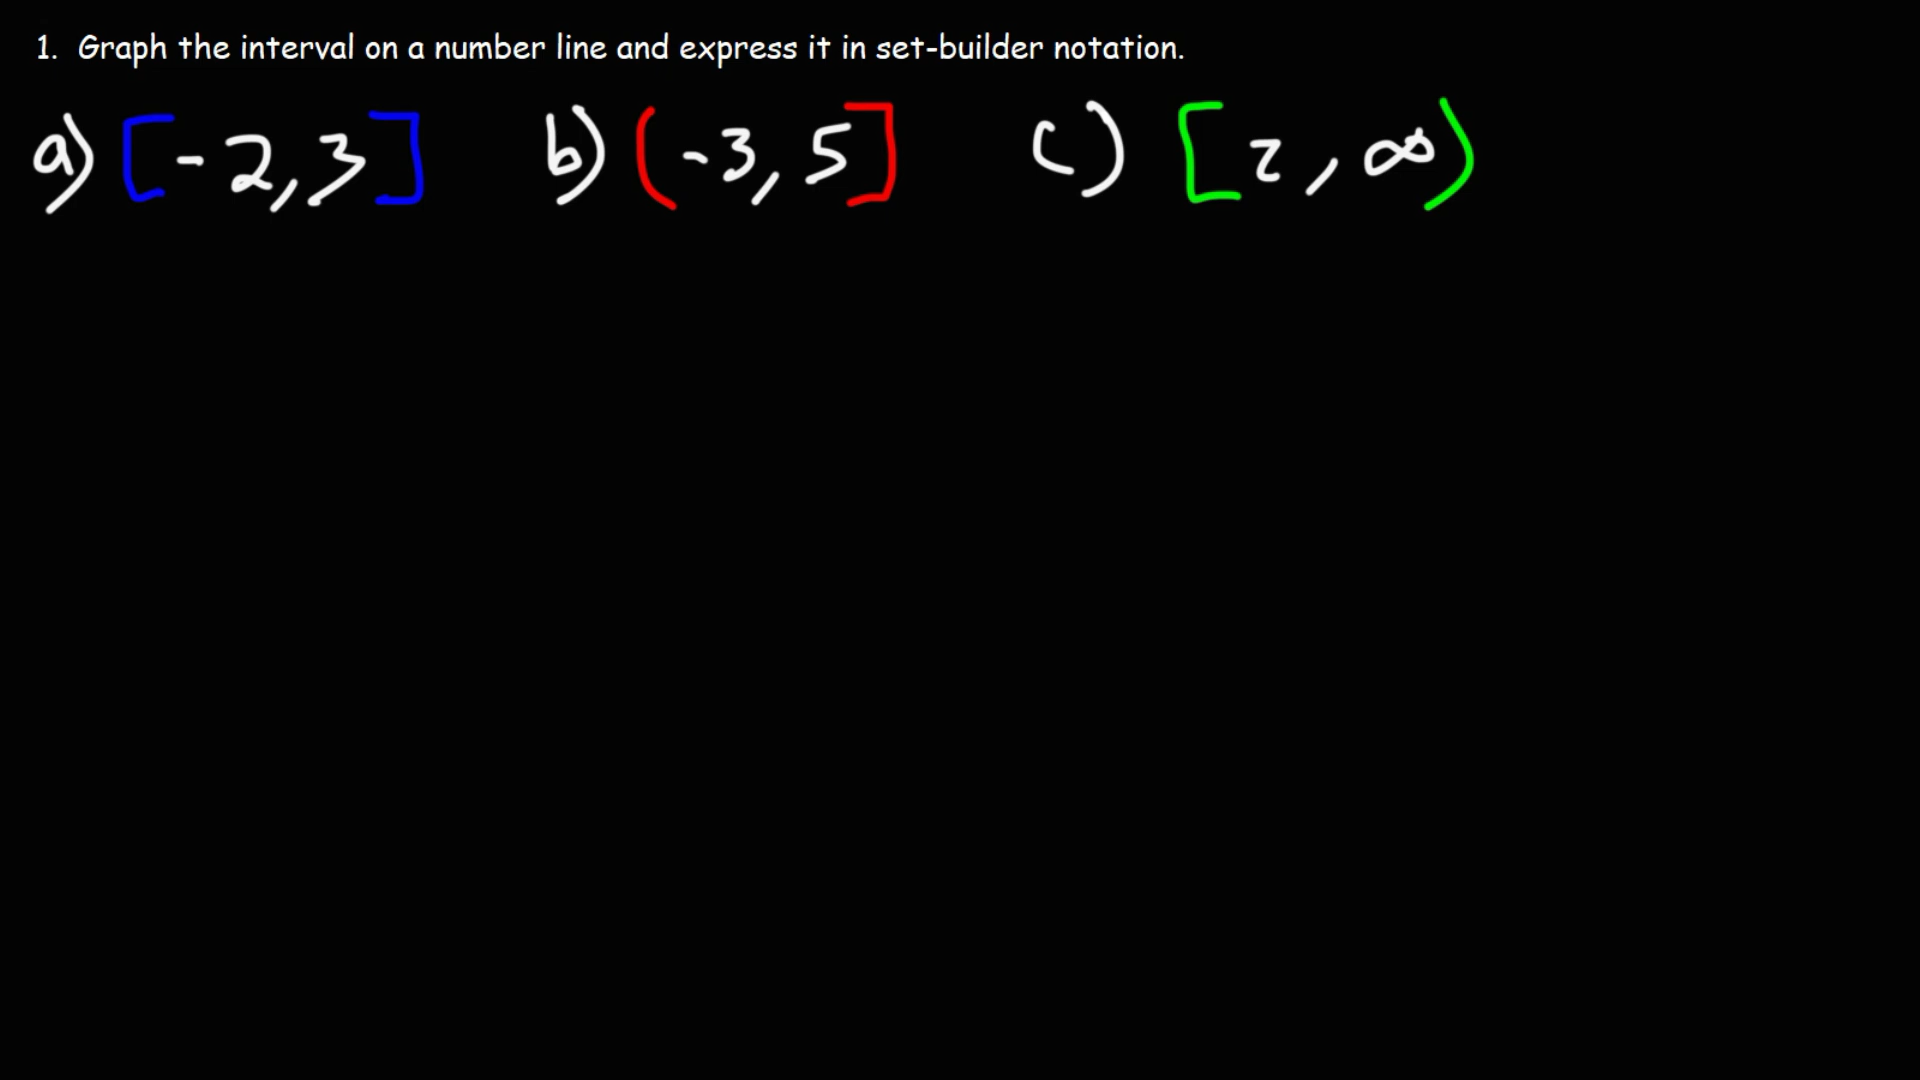 1. Graph the interval on a number line and express it in set-builder notation.
a) [-2,3] b) (-3,5] c) [2,∞)